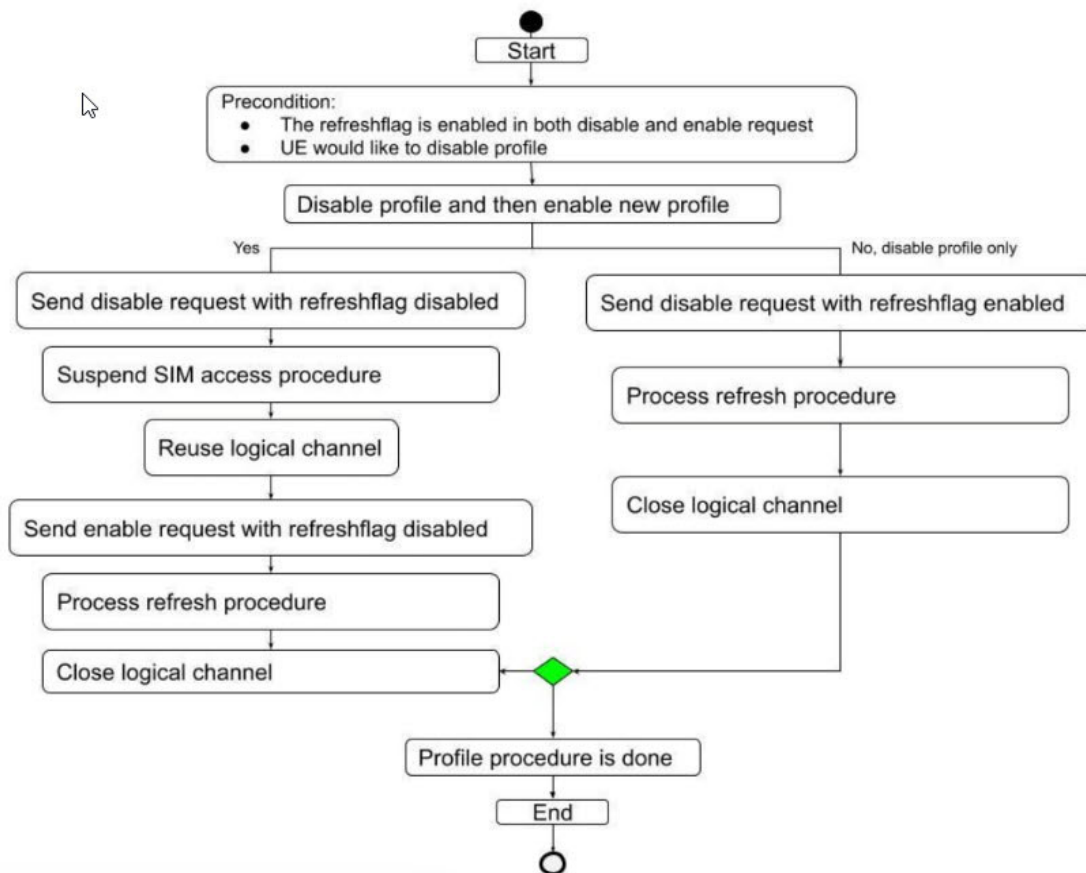 Start
Precondition:
● The refreshflag is enabled in both disable and enable request
● UE would like to disable profile
Disable profile and then enable new profile
Yes
No, disable profile only
Send disable request with refreshflag disabled
Suspend SIM access procedure
Reuse logical channel
Send enable request with refreshflag disabled
Process refresh procedure
Close logical channel
Send disable request with refreshflag enabled
Process refresh procedure
Close logical channel
Profile procedure is done
End